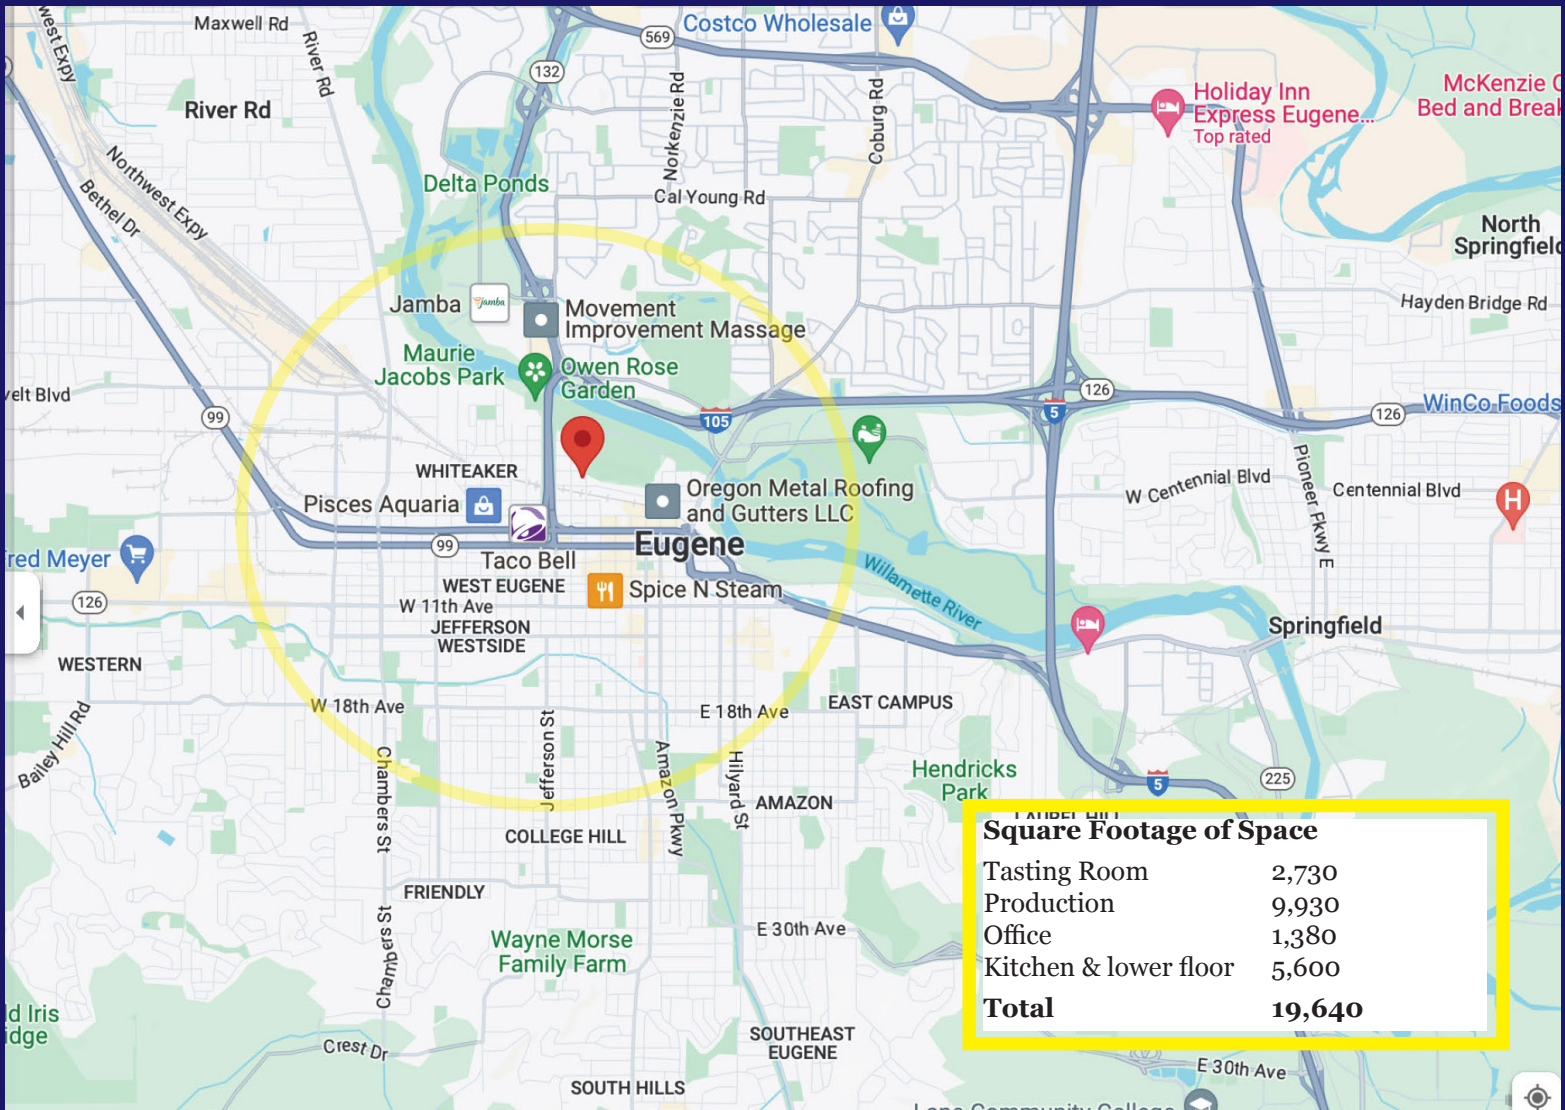 Maxwell Rd
River Rd
569
Costco Wholesale
132
River Rd
Norkenzie Rd
Coburg Rd
Holiday Inn
Express Eugene...
Top rated
McKenzie
Bed and
Northwest Expy
Bethel Dr
Delta Ponds
Cal Young Rd
North
Springfield
Hayden Bridge Rd
Jamba
jamba
Movement
Improvement Massage
Maurie
Jacobs Park
Owen Rose
Garden
Blvd
99
105
5
126
126
WinCo Foods
WHITEAKER
Pisces Aquaria
Oregon Metal Roofing
and Gutters LLC
W Centennial Blvd
Pioneer Pkwy E
Centennial Blvd
H
99
Taco Bell
Eugene
Meyer
WEST EUGENE
Spice N Steam
Willamette River
126
W 11th Ave
JEFFERSON
WESTSIDE
Springfield
WESTERN
Bailey Hill Rd
W 18th Ave
E 18th Ave
EAST CAMPUS
Chambers St
Jefferson St
Amazon Pkwy
Hilyard St
Hendricks
Park
5
225
AMAZON
COLLEGE HILL
LAUREL HILL
Square Footage of Space
Tasting Room 2,730
Production 9,930
Office 1,380
Kitchen & lower floor 5,600
Total 19,640
FRIENDLY
Chambers St
Wayne Morse
Family Farm
E 30th Ave
Iris
Crest Dr
SOUTHEAST
EUGENE
E 30th Ave
SOUTH HILLS
Lane Community College